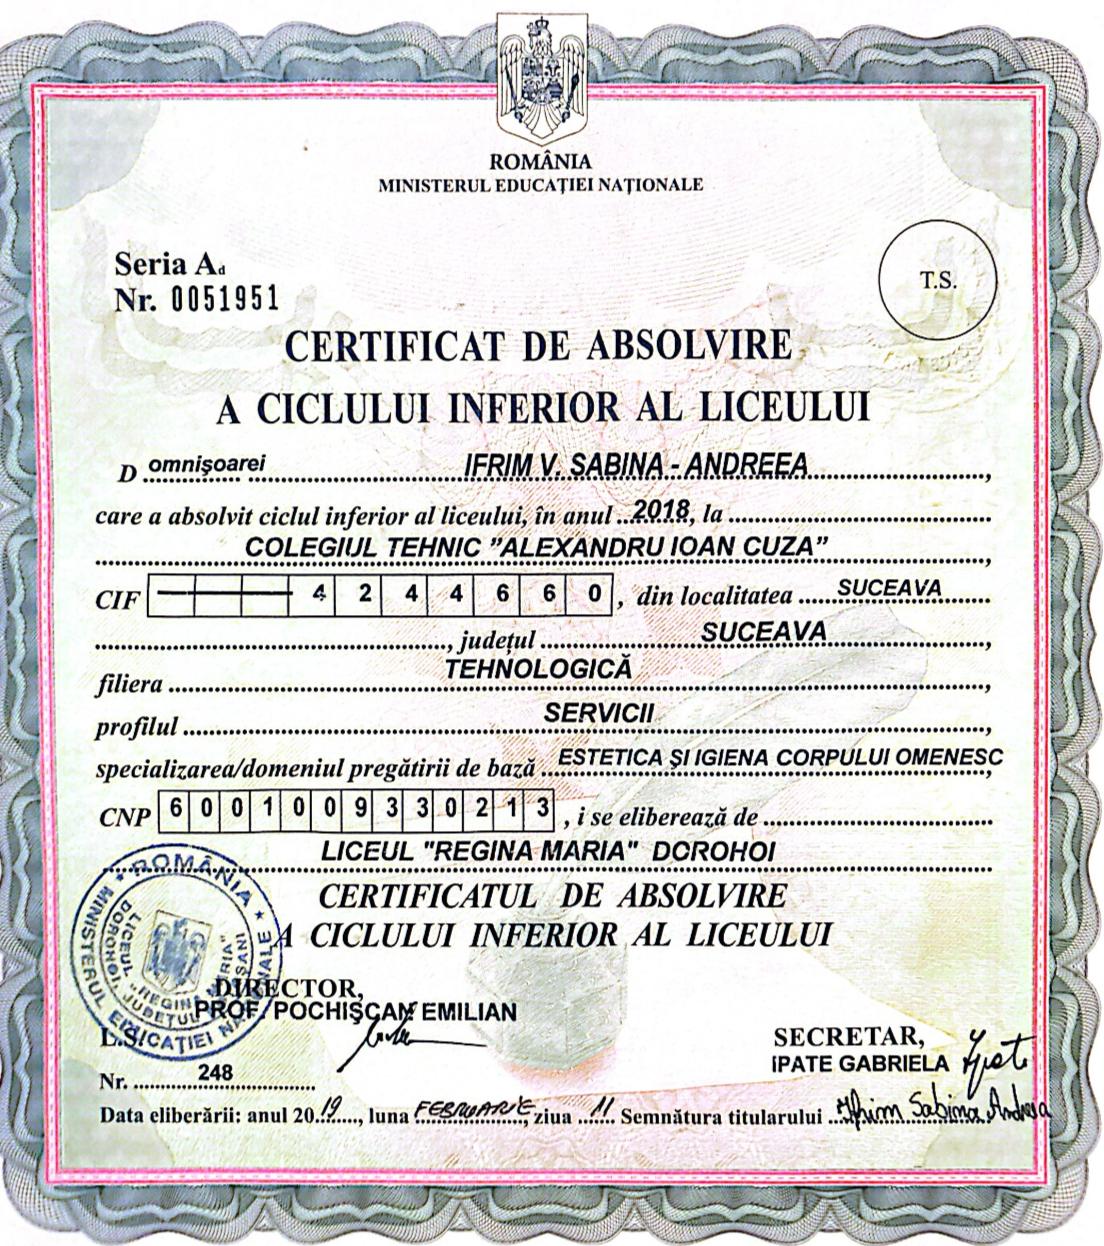 ROMÂNIA
MINISTERUL EDUCAȚIEI NAȚIONALE
Seria Ad
Nr. 0051951
T.S.
CERTIFICAT DE ABSOLVIRE
A CICLULUI INFERIOR AL LICEULUI
D omnişoarei IFRIM V. SABINA - ANDREEA,
care a absolvit ciclul inferior al liceului, în anul 2018, la
COLEGIUL TEHNIC "ALEXANDRU IOAN CUZA",
CIF 4 2 4 4 6 6 0, din localitatea SUCEAVA
, județul SUCEAVA,
filiera TEHNOLOGICĂ,
profilul SERVICII,
specializarea/domeniul pregătirii de bază ESTETICA ŞI IGIENA CORPULUI OMENESC,
CNP 6 0 0 1 0 0 9 3 3 0 2 1 3, i se eliberează de
LICEUL "REGINA MARIA" DOROHOI
CERTIFICATUL DE ABSOLVIRE
A CICLULUI INFERIOR AL LICEULUI
ROMÂNIA
MINISTERUL EDUCAȚIEI NAȚIONALE
LICEUL "REGINA MARIA"
DOROHOI, JUDEȚUL BOTOȘANI
DIRECTOR,
PROF. POCHIŞCAN EMILIAN
L.S.
SECRETAR,
IPATE GABRIELA Ipate
Nr. 248
Data eliberării: anul 2019, luna FEBRUARIE, ziua 11 Semnătura titularului Ifrim Sabina Andreea